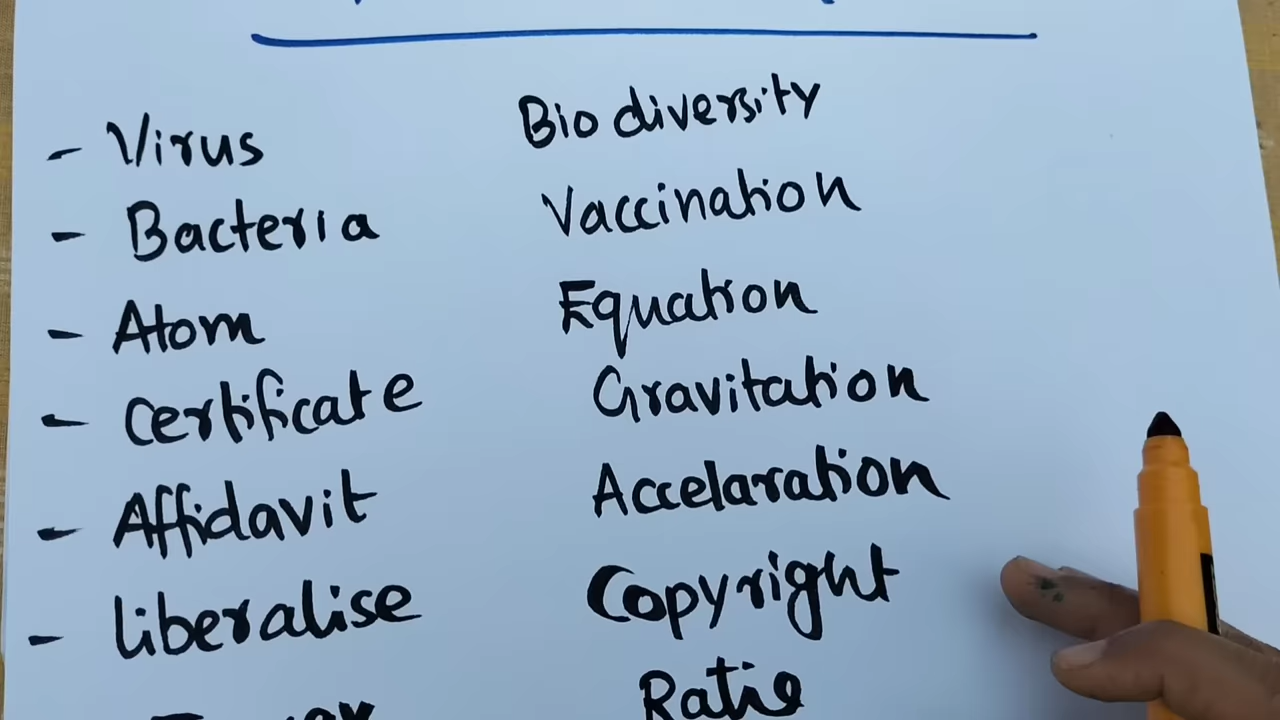 - Virus
- Bacteria
- Atom
- Certificate
- Affidavit
- liberalise
Bio diversity
Vaccination
Equation
Gravitation
Accelaration
Copyright
Ratio